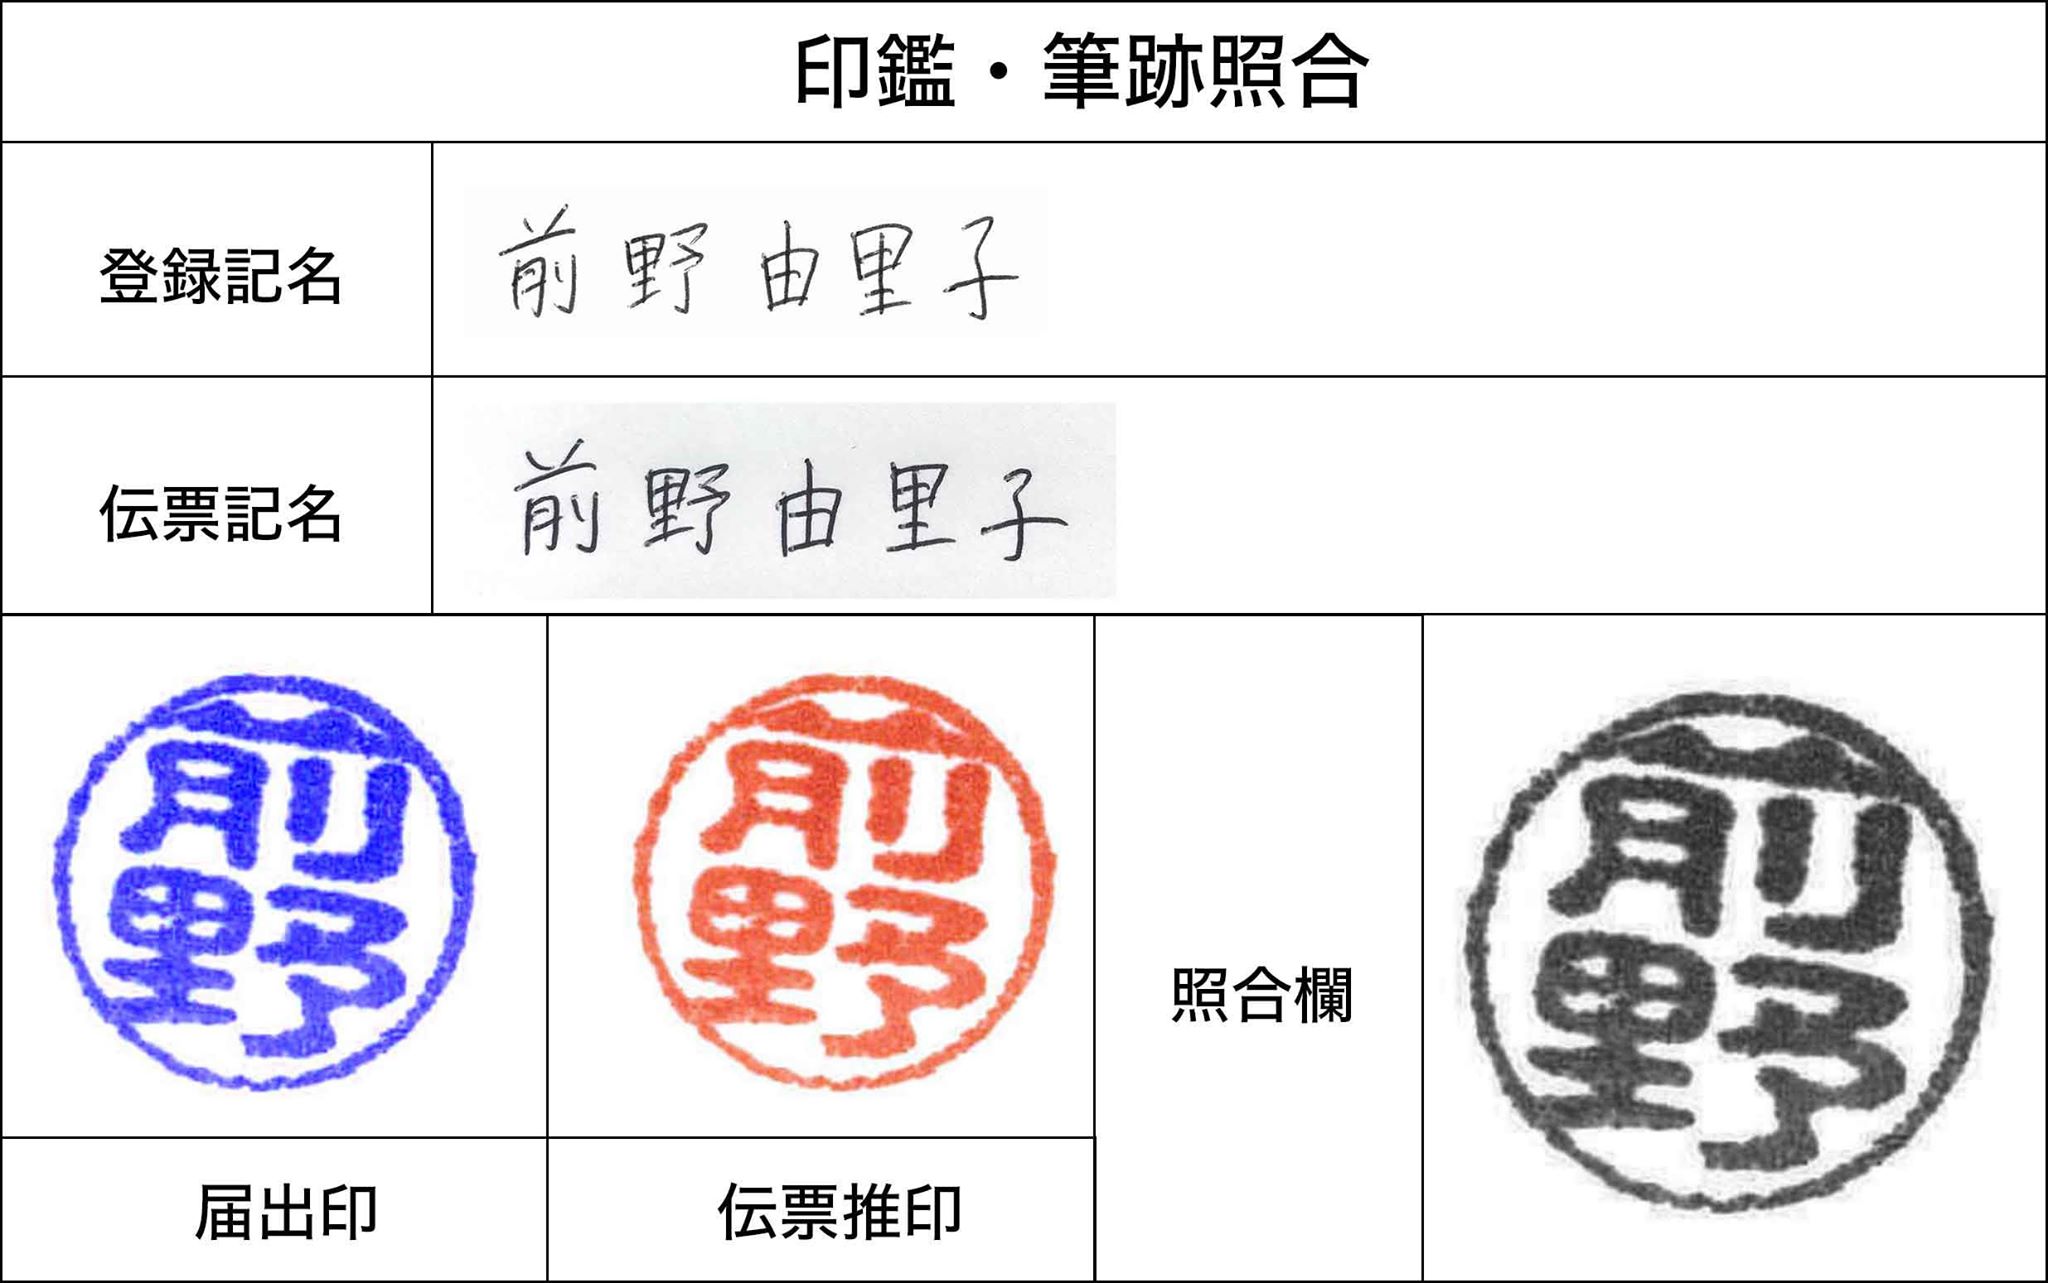 印鑑・筆跡照合
登録記名
前野由里子
伝票記名
前野由里子
前野
前野
照合欄
前野
届出印
伝票推印